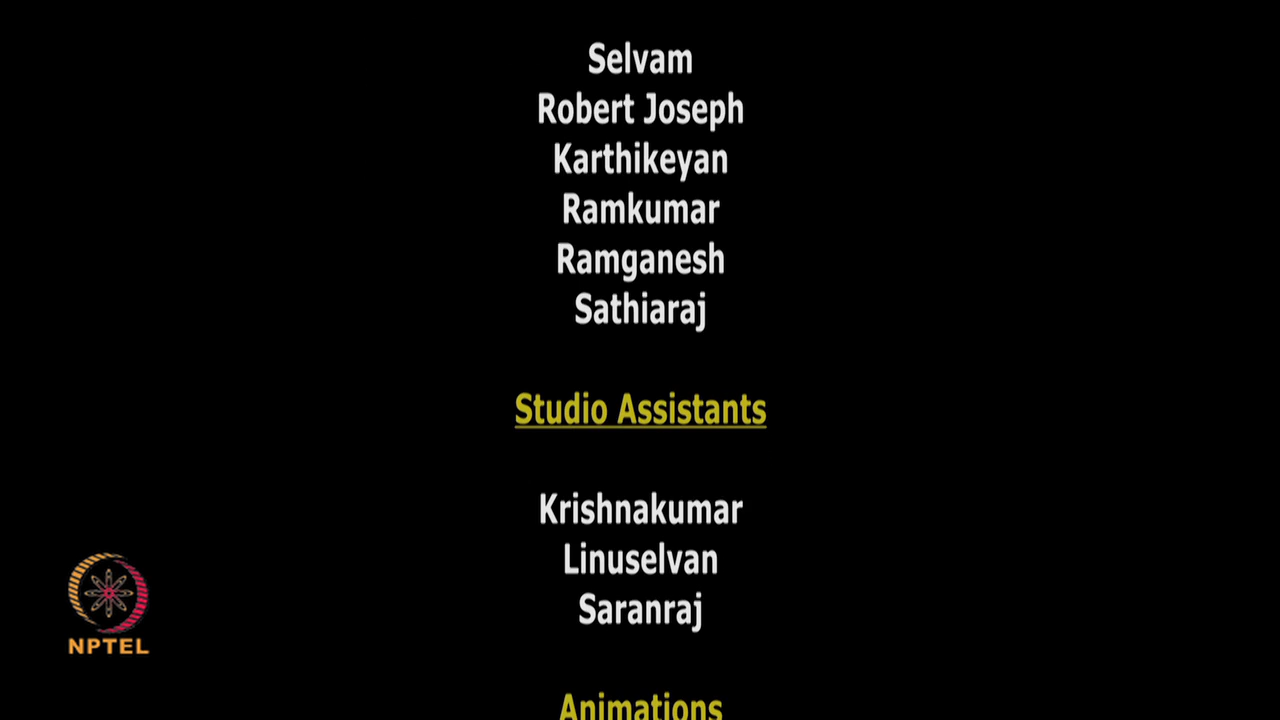 Selvam
Robert Joseph
Karthikeyan
Ramkumar
Ramganesh
Sathiaraj
Studio Assistants
Krishnakumar
Linuselvan
Saranraj
NPTEL
Animations